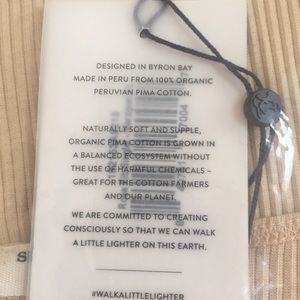 DESIGNED IN BYRON BAY
MADE IN PERU FROM 100% ORGANIC
PERUVIAN PIMA COTTON.
NATURALLY SOFT AND SUPPLE,
ORGANIC PIMA COTTON IS GROWN IN
A BALANCED ECOSYSTEM WITHOUT
THE USE OF HARMFUL CHEMICALS –
GREAT FOR THE COTTON FARMERS
AND OUR PLANET.
WE ARE COMMITTED TO CREATING
CONSCIOUSLY SO THAT WE CAN WALK
A LITTLE LIGHTER ON THIS EARTH.
#WALKALITTLELIGHTER